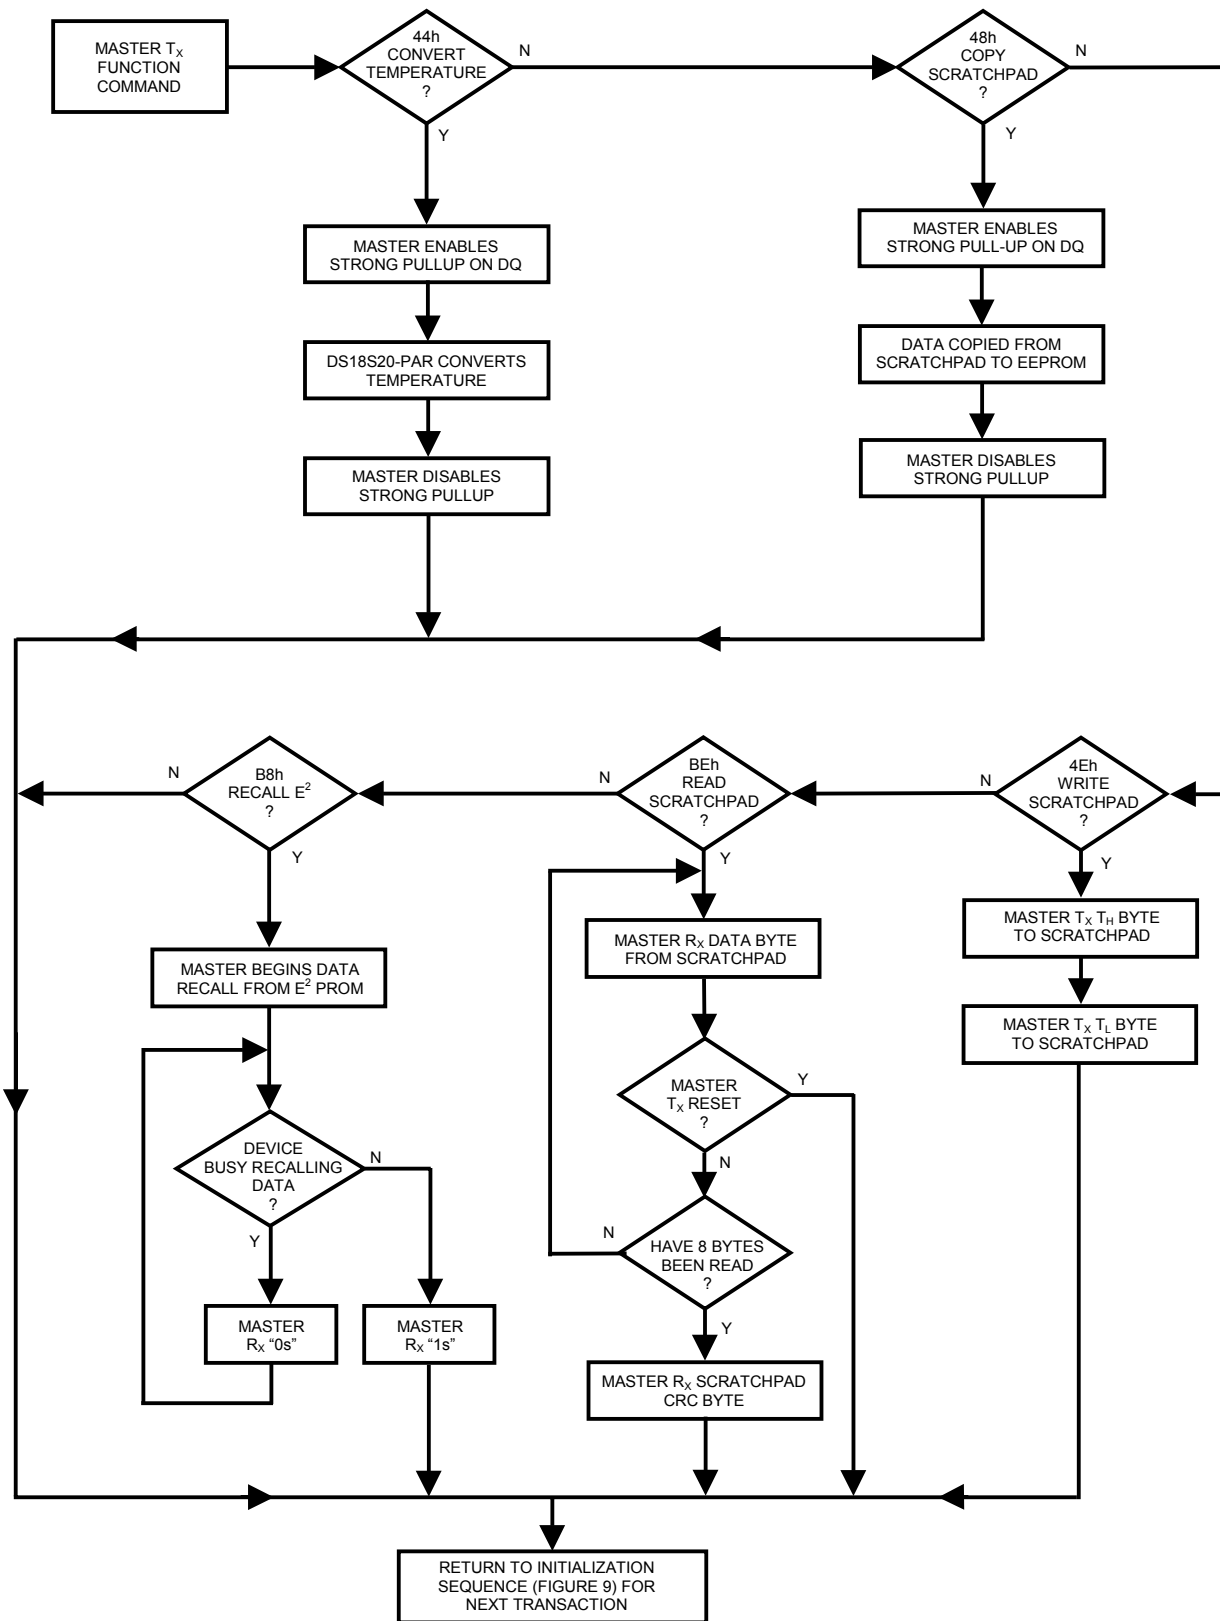 MASTER TX
FUNCTION
COMMAND
44h
CONVERT
TEMPERATURE
?
N
Y
48h
COPY
SCRATCHPAD
?
N
Y
MASTER ENABLES
STRONG PULLUP ON DQ
DS18S20-PAR CONVERTS
TEMPERATURE
MASTER DISABLES
STRONG PULLUP
MASTER ENABLES
STRONG PULL-UP ON DQ
DATA COPIED FROM
SCRATCHPAD TO EEPROM
MASTER DISABLES
STRONG PULLUP
N
B8h
RECALL E²
?
Y
N
BEh
READ
SCRATCHPAD
?
Y
N
4Eh
WRITE
SCRATCHPAD
?
Y
MASTER BEGINS DATA
RECALL FROM E² PROM
DEVICE
BUSY RECALLING
DATA
?
N
Y
MASTER
RX “0s”
MASTER
RX “1s”
MASTER RX DATA BYTE
FROM SCRATCHPAD
MASTER
TX RESET
?
Y
N
N
HAVE 8 BYTES
BEEN READ
?
Y
MASTER RX SCRATCHPAD
CRC BYTE
MASTER TX TH BYTE
TO SCRATCHPAD
MASTER TX TL BYTE
TO SCRATCHPAD
RETURN TO INITIALIZATION
SEQUENCE (FIGURE 9) FOR
NEXT TRANSACTION